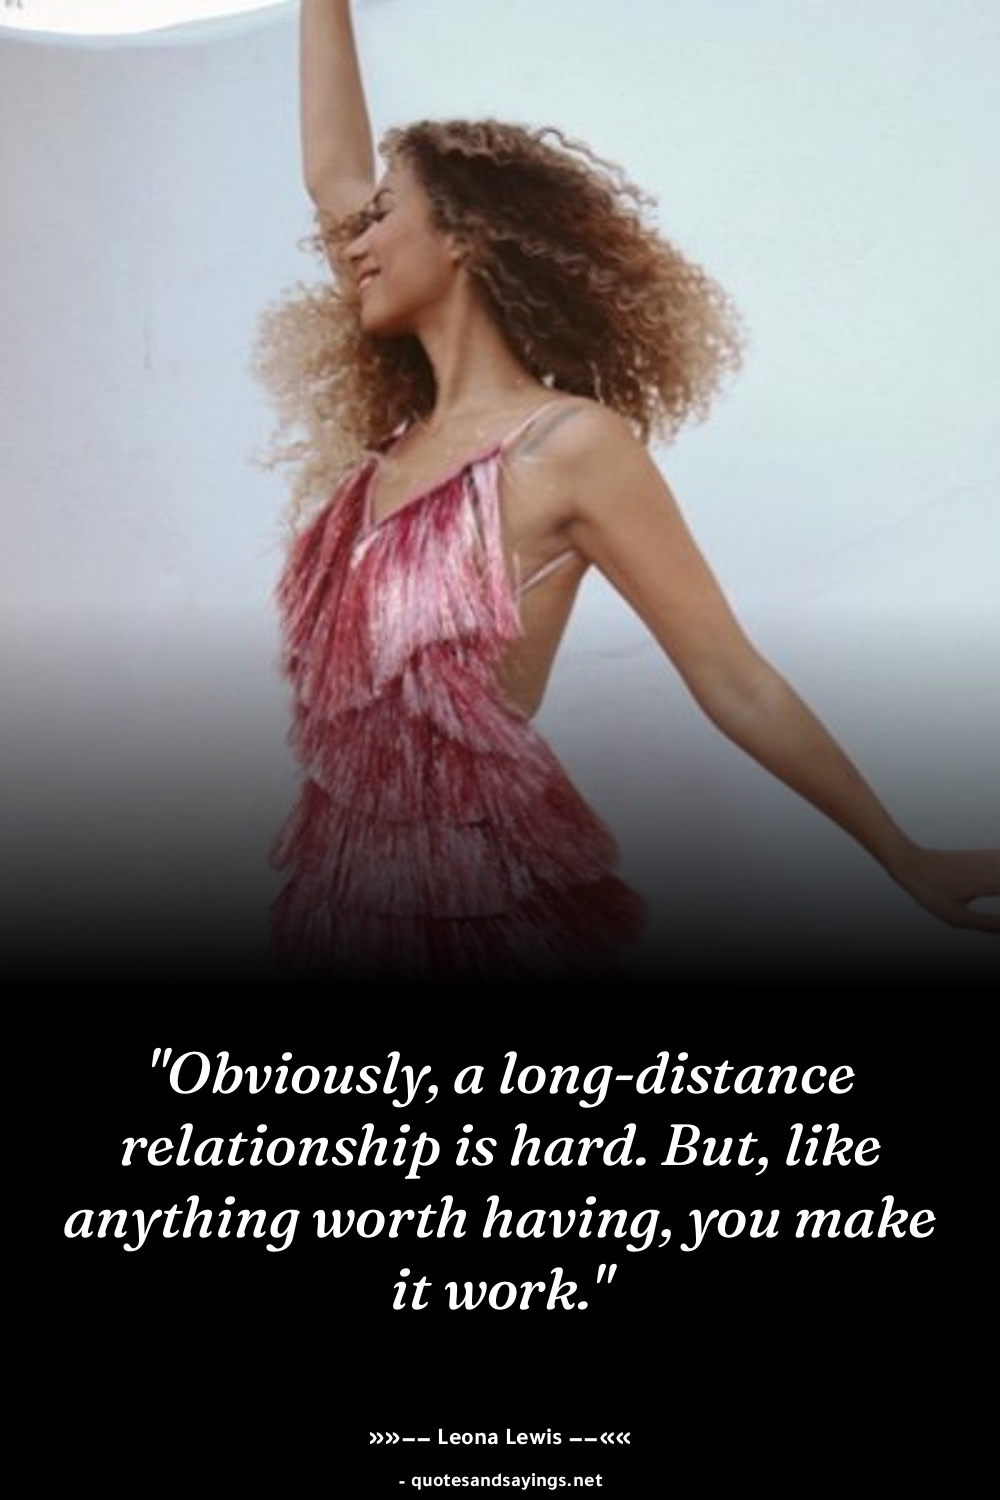 "Obviously, a long-distance
relationship is hard. But, like
anything worth having, you make
it work."
»»–– Leona Lewis ––««
- quotesandsayings.net